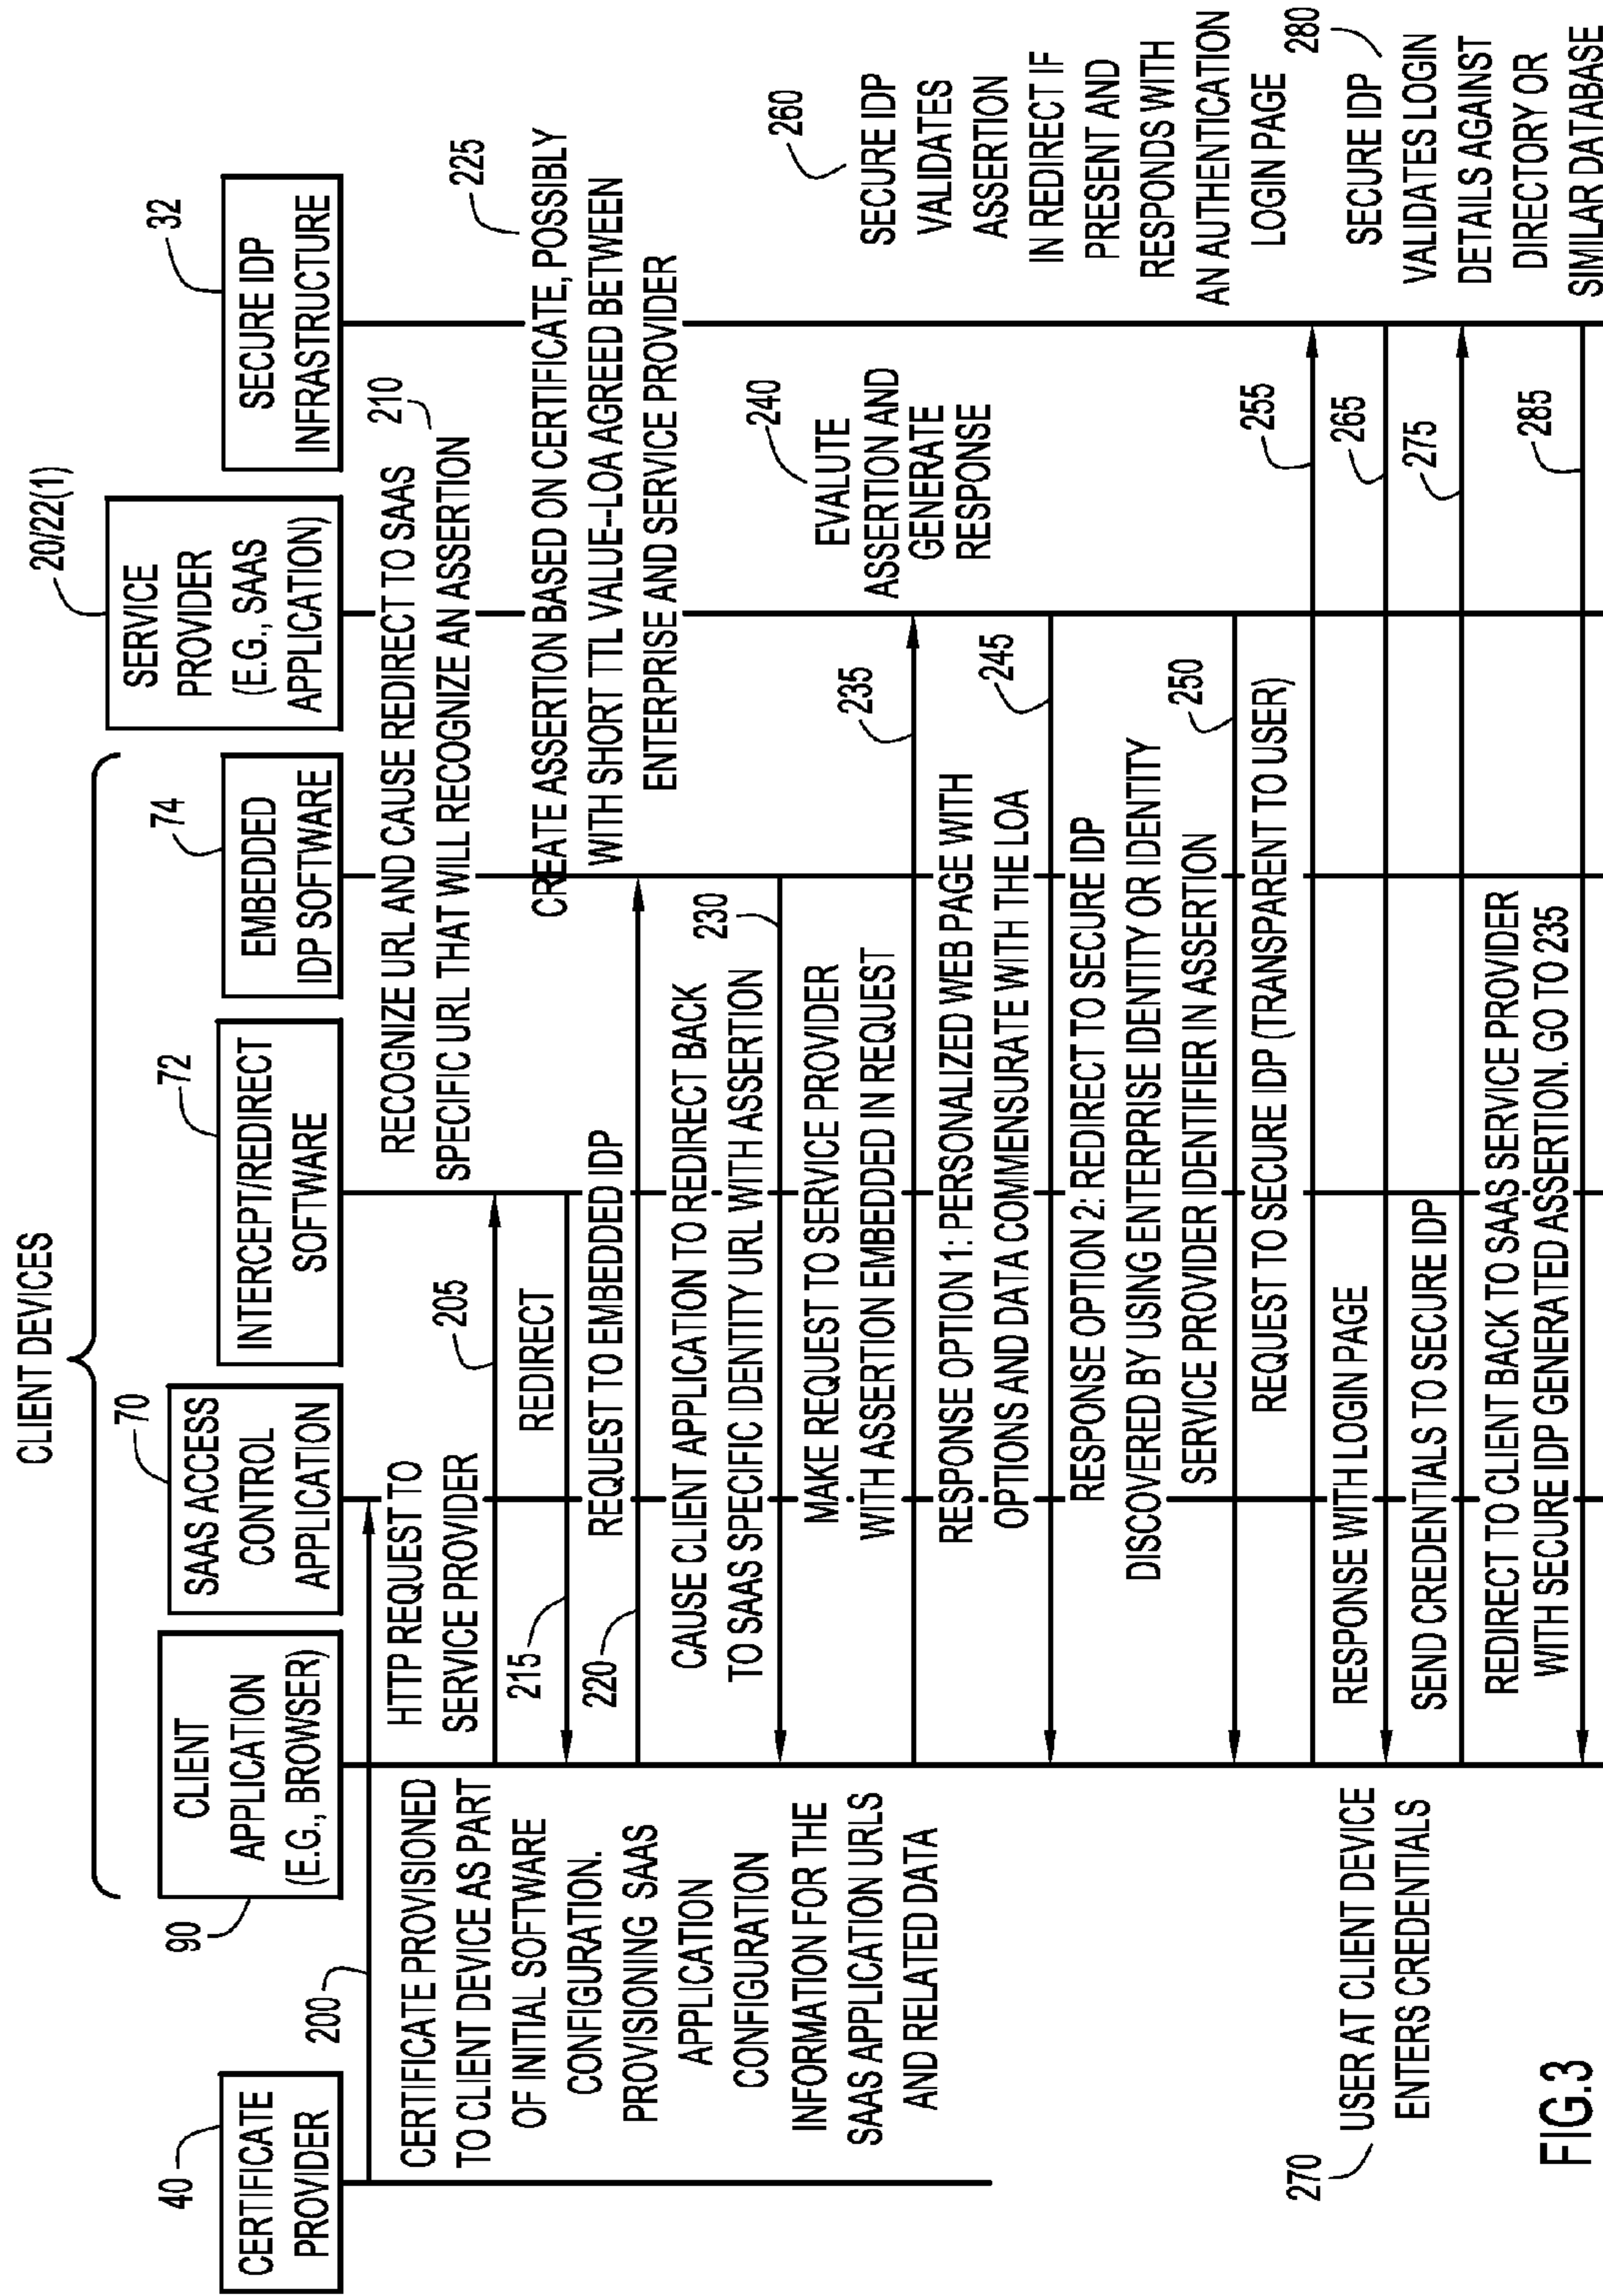 CLIENT DEVICES
40
CERTIFICATE
PROVIDER
90
CLIENT
APPLICATION
(E.G., BROWSER)
70
SAAS ACCESS
CONTROL
APPLICATION
72
INTERCEPT/REDIRECT
SOFTWARE
74
EMBEDDED
IDP SOFTWARE
20/22(1)
SERVICE
PROVIDER
(E.G., SAAS
APPLICATION)
32
SECURE IDP
INFRASTRUCTURE
200
CERTIFICATE PROVISIONED
TO CLIENT DEVICE AS PART
OF INITIAL SOFTWARE
CONFIGURATION.
PROVISIONING SAAS
APPLICATION
CONFIGURATION
INFORMATION FOR THE
SAAS APPLICATION URLS
AND RELATED DATA
HTTP REQUEST TO
SERVICE PROVIDER
205
RECOGNIZE URL AND CAUSE REDIRECT TO SAAS
SPECIFIC URL THAT WILL RECOGNIZE AN ASSERTION
210
215
REDIRECT
220
REQUEST TO EMBEDDED IDP
225
CREATE ASSERTION BASED ON CERTIFICATE, POSSIBLY
WITH SHORT TTL VALUE--LOA AGREED BETWEEN
ENTERPRISE AND SERVICE PROVIDER
CAUSE CLIENT APPLICATION TO REDIRECT BACK
TO SAAS SPECIFIC IDENTITY URL WITH ASSERTION
230
MAKE REQUEST TO SERVICE PROVIDER
WITH ASSERTION EMBEDDED IN REQUEST
235
240
EVALUTE
ASSERTION AND
GENERATE
RESPONSE
RESPONSE OPTION 1: PERSONALIZED WEB PAGE WITH
OPTIONS AND DATA COMMENSURATE WITH THE LOA
245
RESPONSE OPTION 2: REDIRECT TO SECURE IDP
DISCOVERED BY USING ENTERPRISE IDENTITY OR IDENTITY
SERVICE PROVIDER IDENTIFIER IN ASSERTION
250
REQUEST TO SECURE IDP (TRANSPARENT TO USER)
255
260
SECURE IDP
VALIDATES
ASSERTION
IN REDIRECT IF
PRESENT AND
RESPONDS WITH
AN AUTHENTICATION
LOGIN PAGE
RESPONSE WITH LOGIN PAGE
265
270
USER AT CLIENT DEVICE
ENTERS CREDENTIALS
SEND CREDENTIALS TO SECURE IDP
275
280
SECURE IDP
VALIDATES LOGIN
DETAILS AGAINST
DIRECTORY OR
SIMILAR DATABASE
REDIRECT TO CLIENT BACK TO SAAS SERVICE PROVIDER
WITH SECURE IDP GENERATED ASSERTION. GO TO 235
285
FIG.3